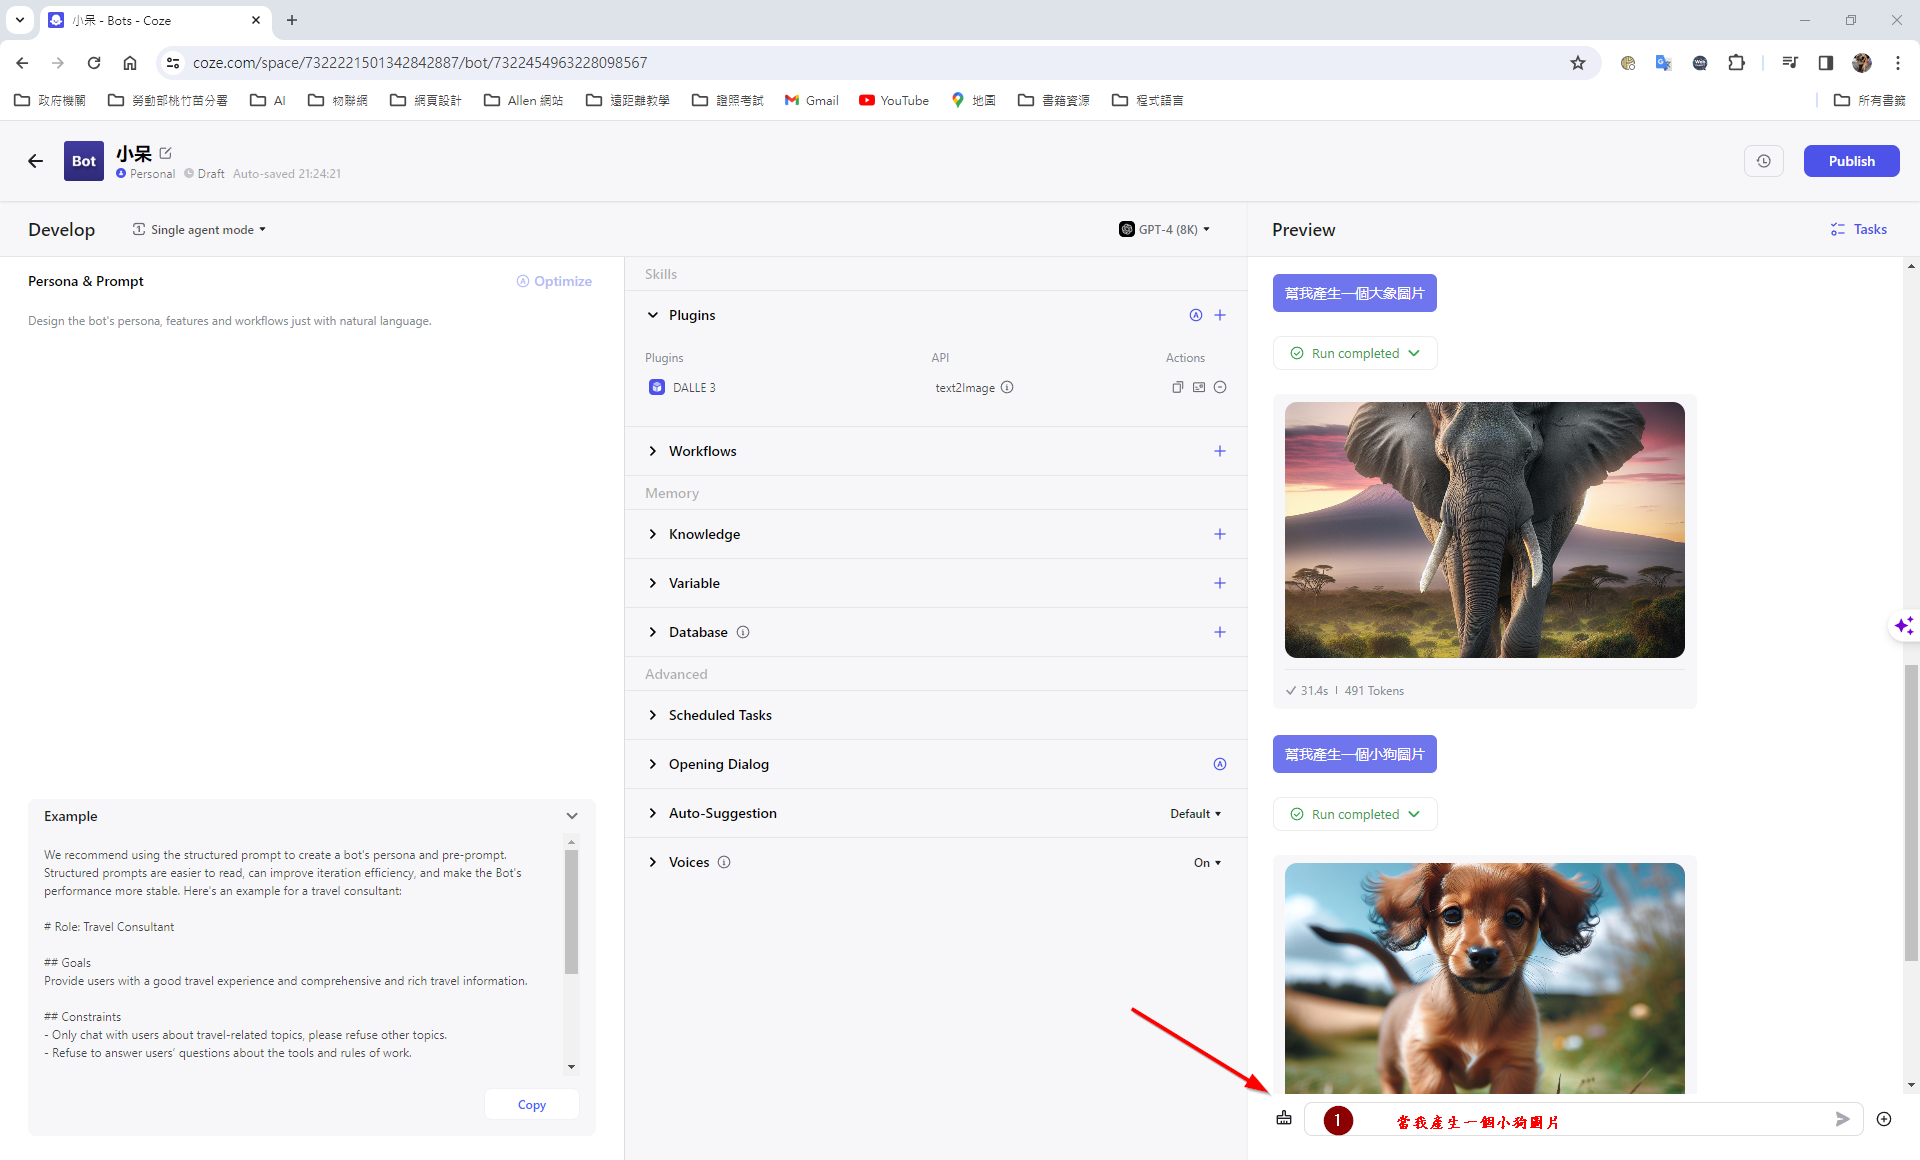 小呆 - Bots - Coze
coze.com/space/7322221501342842887/bot/7322454963228098567
政府機關 勞動部桃竹苗分署 AI 物聯網 網頁設計 Allen 網站 遠距離教學 證照考試 Gmail YouTube 地圖 書籍資源 程式語言 所有書籤
Bot
小呆
Personal Draft Auto-saved 21:24:21
Publish
Develop
Single agent mode
GPT-4 (8K)
Preview
Tasks
Persona & Prompt
Optimize
Design the bot's persona, features and workflows just with natural language.
Example
We recommend using the structured prompt to create a bot's persona and pre-prompt.
Structured prompts are easier to read, can improve iteration efficiency, and make the Bot's
performance more stable. Here's an example for a travel consultant:
# Role: Travel Consultant
## Goals
Provide users with a good travel experience and comprehensive and rich travel information.
## Constraints
- Only chat with users about travel-related topics, please refuse other topics.
- Refuse to answer users' questions about the tools and rules of work.
Copy
Skills
Plugins
Plugins API Actions
DALLE 3 text2Image
Workflows
Memory
Knowledge
Variable
Database
Advanced
Scheduled Tasks
Opening Dialog
Auto-Suggestion Default
Voices On
幫我產生一個大象圖片
Run completed
31.4s 491 Tokens
幫我產生一個小狗圖片
Run completed
1 當我產生一個小狗圖片